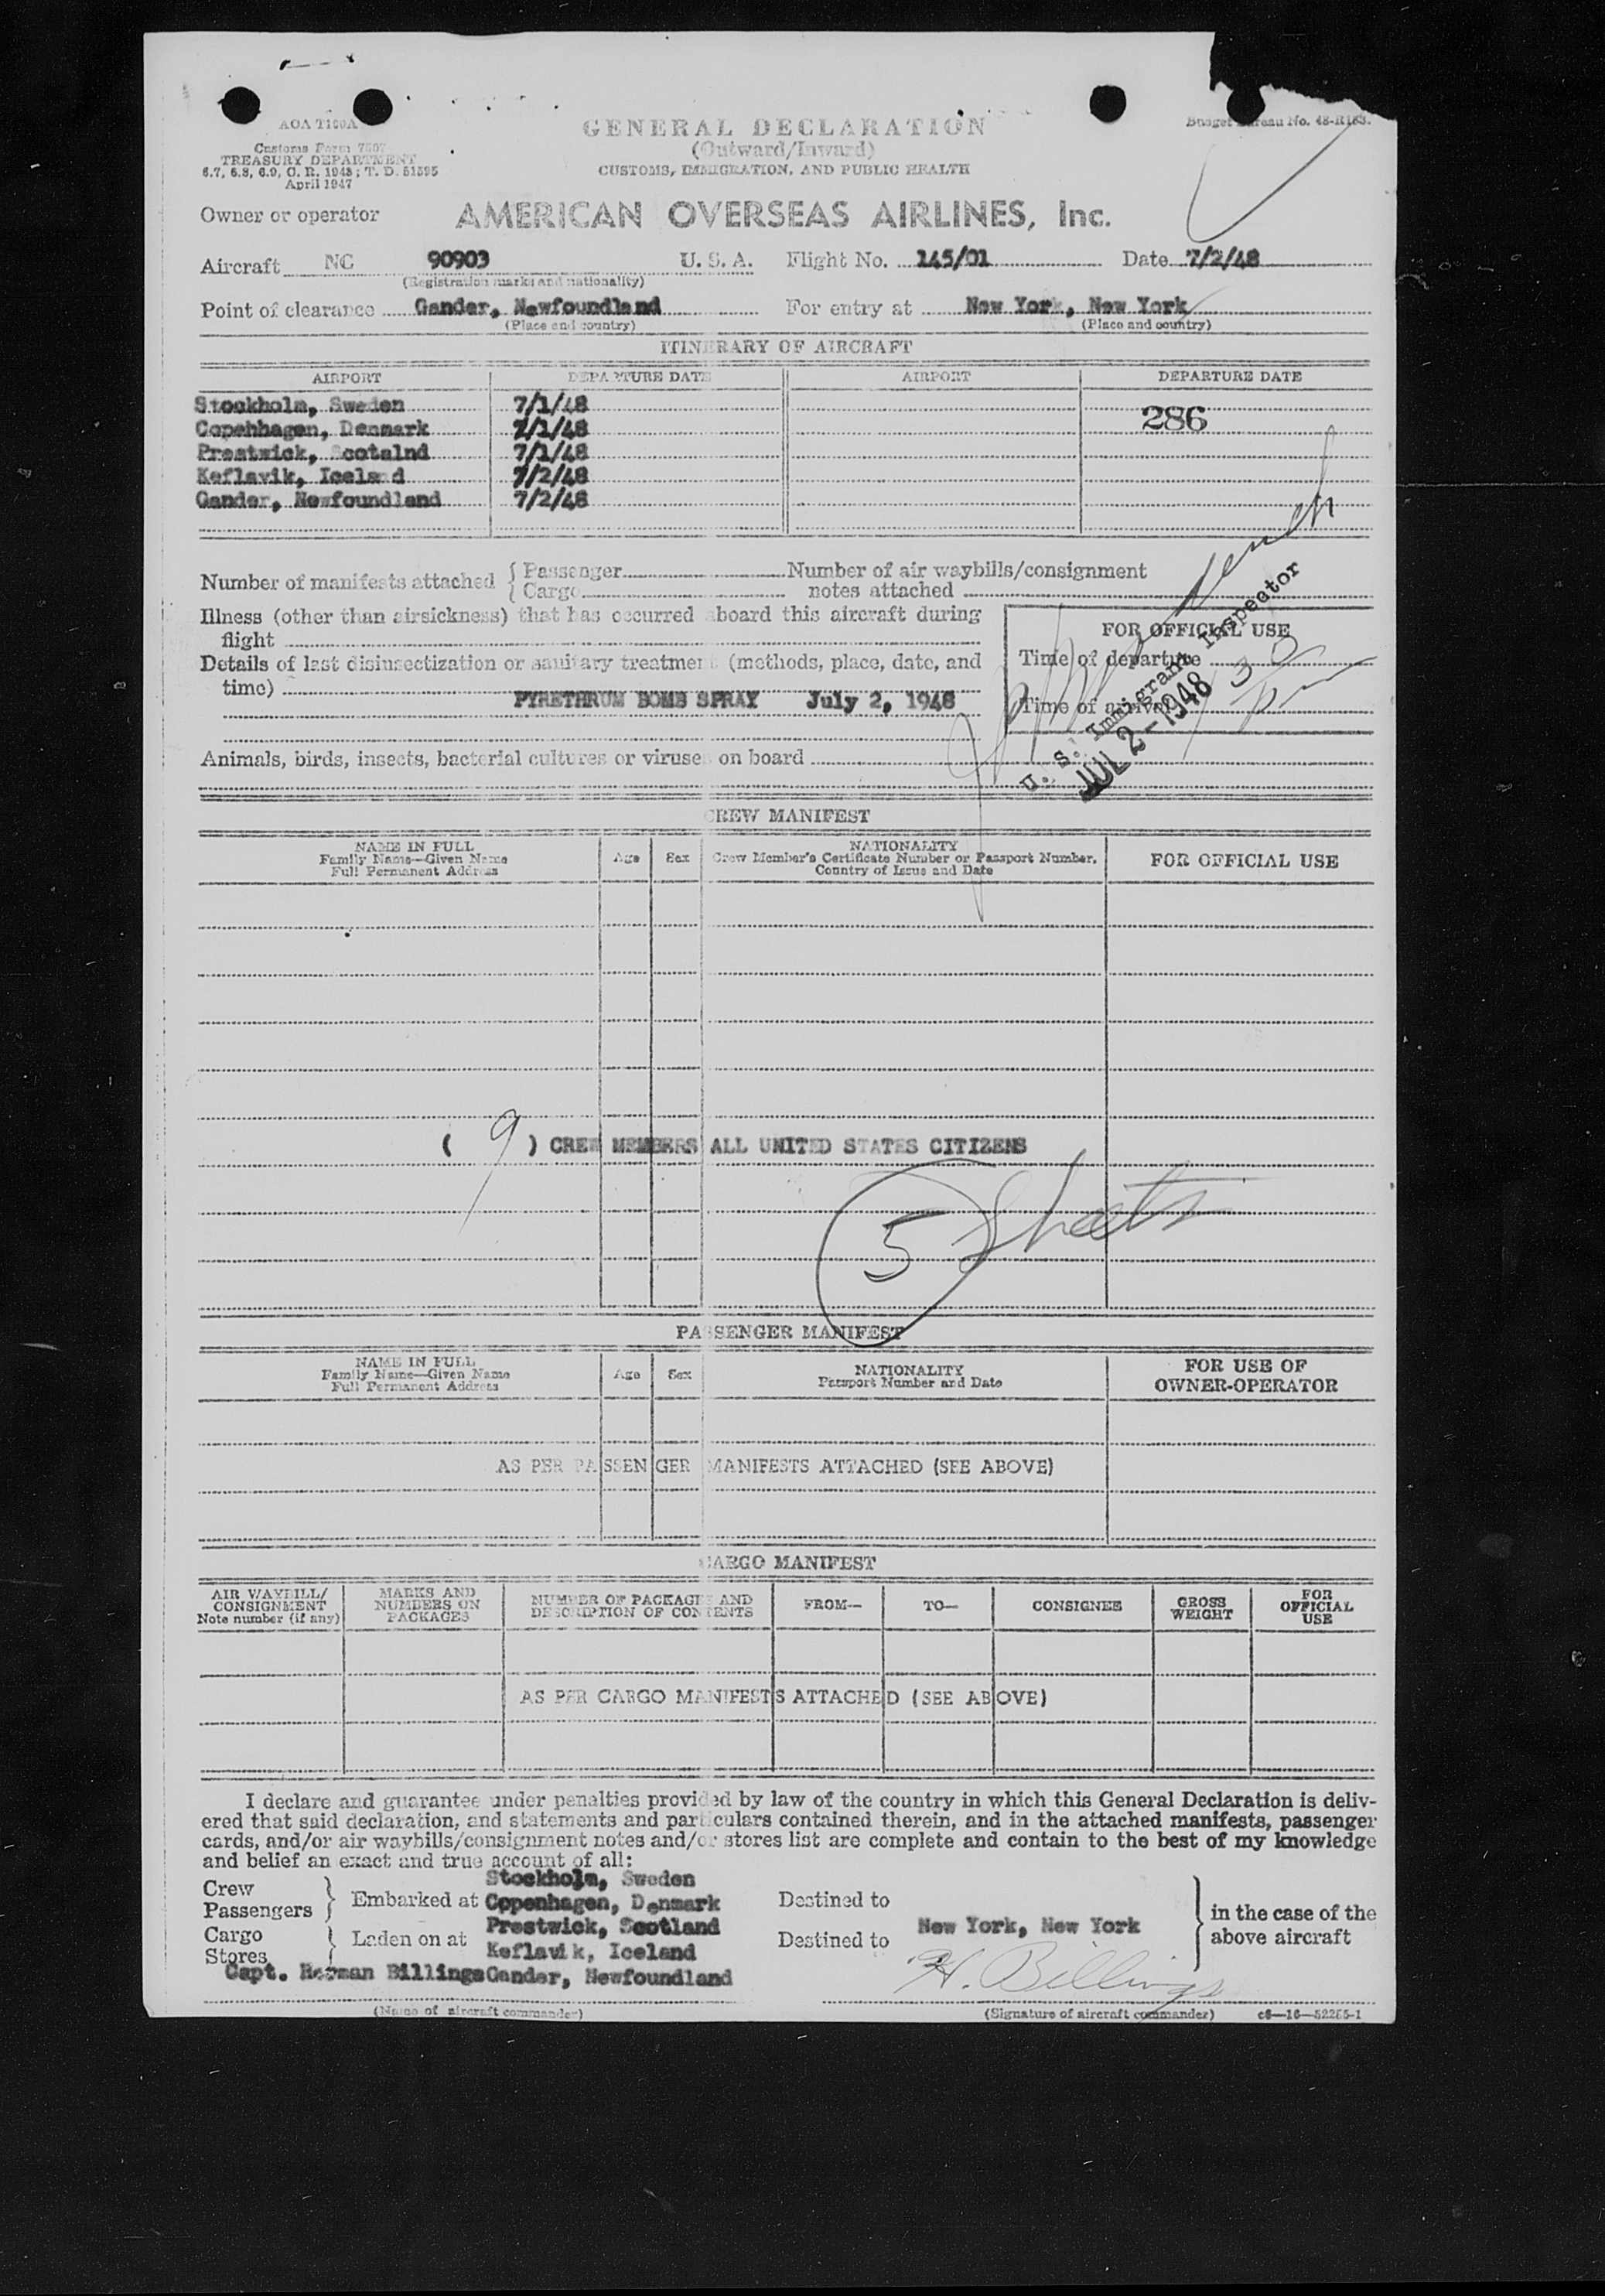 AOA T100A
Customs Form 7507
TREASURY DEPARTMENT
6.7, 6.8, 6.9, C. R. 1943; T. D. 51595
April 1947
GENERAL DECLARATION
(Outward/Inward)
CUSTOMS, IMMIGRATION, AND PUBLIC HEALTH
Budget Bureau No. 48-R183.
Owner or operator AMERICAN OVERSEAS AIRLINES, Inc.
Aircraft NC 90903 U. S. A. Flight No. 145/01 Date 7/2/48
(Registration marks and nationality)
Point of clearance Gander, Newfoundland For entry at New York, New York
(Place and country) (Place and country)
ITINERARY OF AIRCRAFT
AIRPORT DEPARTURE DATE AIRPORT DEPARTURE DATE
Stockholm, Sweden 7/1/48
286
Copehhagen, Denmark 7/1/48
Prestwick, Scotalnd 7/1/48
Keflavik, Iceland 7/2/48
Gander, Newfoundland 7/2/48
Number of manifests attached { Passenger Number of air waybills/consignment
{ Cargo notes attached
Illness (other than airsickness) that has occurred aboard this aircraft during
flight
Details of last disinsectization or sanitary treatment (methods, place, date, and
time)
PYRETHRUM BOMB SPRAY July 2, 1948
FOR OFFICIAL USE
Time of departure
Time of arrival
U. S. Immigrant Inspector
JUL 2-1948
Animals, birds, insects, bacterial cultures or viruses on board
CREW MANIFEST
NAME IN FULL
Family Name—Given Name
Full Permanent Address
Age
Sex
NATIONALITY
Crew Member's Certificate Number or Passport Number,
Country of Issue and Date
FOR OFFICIAL USE
( 9 ) CREW MEMBERS ALL UNITED STATES CITIZENS
5 Sheets
PASSENGER MANIFEST
NAME IN FULL
Family Name—Given Name
Full Permanent Address
Age
Sex
NATIONALITY
Passport Number and Date
FOR USE OF
OWNER-OPERATOR
AS PER PASSENGER MANIFESTS ATTACHED (SEE ABOVE)
CARGO MANIFEST
AIR WAYBILL/
CONSIGNMENT
Note number (if any)
MARKS AND
NUMBERS ON
PACKAGES
NUMBER OF PACKAGES AND
DESCRIPTION OF CONTENTS
FROM—
TO—
CONSIGNEE
GROSS
WEIGHT
FOR
OFFICIAL
USE
AS PER CARGO MANIFESTS ATTACHED (SEE ABOVE)
I declare and guarantee under penalties provided by law of the country in which this General Declaration is deliv-
ered that said declaration, and statements and particulars contained therein, and in the attached manifests, passenger
cards, and/or air waybills/consignment notes and/or stores list are complete and contain to the best of my knowledge
and belief an exact and true account of all:
Stockholm, Sweden
Crew
Passengers } Embarked at Copenhagen, Denmark Destined to
Prestwick, Scotland New York, New York
Cargo
Stores } Laden on at Keflavik, Iceland Destined to
in the case of the
above aircraft
Capt. Herman Billings Gander, Newfoundland H. Billings
(Name of aircraft commander) (Signature of aircraft commander) c6—16—52255-1